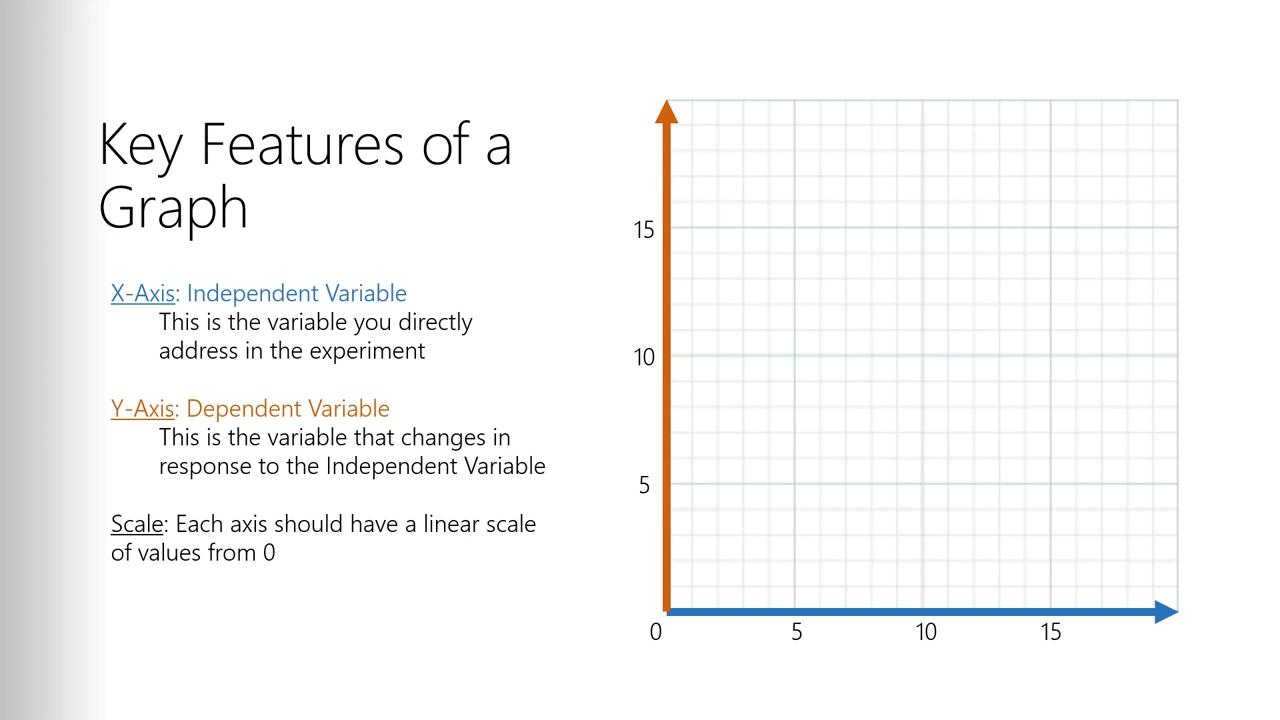 Key Features of a
Graph
X-Axis: Independent Variable
This is the variable you directly
address in the experiment
Y-Axis: Dependent Variable
This is the variable that changes in
response to the Independent Variable
Scale: Each axis should have a linear scale
of values from 0
15
10
5
0 5 10 15